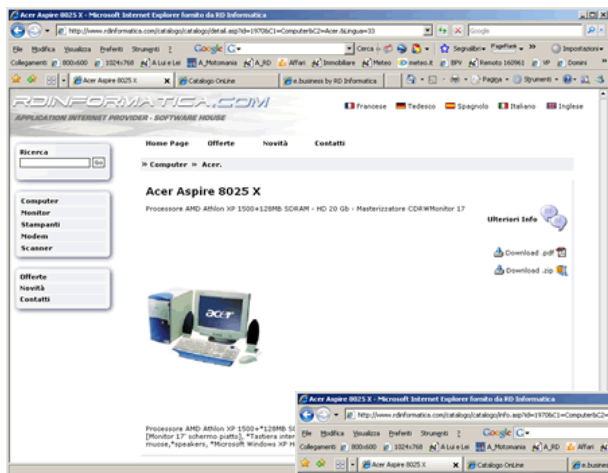 Acer Aspire 8025 X - Microsoft Internet Explorer fornito da RD Informatica
http://www.rdinformatica.com/catalogo/catalogo/detail.asp?id=1970&C1=Computer&C2=Acer.&Lingua=33
Google
File Modifica Visualizza Preferiti Strumenti ? Google G Cerca Segnalibri PageRank Impostazioni
Collegamenti 800x600 1024x768 A Lui e Lei A_Motomania A_RD Affari Immobiliare Meteo meteo.it BPV Remoto 160961 VP Domini
Acer Aspire 8025 X Catalogo OnLine e.business by RD Informatica Pagina Strumenti
RDINFORMATICA.COM
APPLICATION INTERNET PROVIDER - SOFTWARE HOUSE
Francese Tedesco Spagnolo Italiano Inglese
Home Page Offerte Novità Contatti
Ricerca
Go
» Computer » Acer.
Acer Aspire 8025 X
Processore AMD Athlon XP 1500+128MB SDRAM - HD 20 Gb - Masterizzatore CDRWMonitor 17
Ulteriori Info
Computer
Monitor
Stampanti
Modem
Scanner
Download .pdf
Download .zip
Offerte
Novità
Contatti
acer
Processore AMD Athlon XP 1500+*128MB
[Monitor 17' schermo piatto], *Tastiera
*speakers, *Microsoft Windows XP
Acer Aspire 8025 X - Microsoft Internet Explorer fornito da RD Informatica
http://www.rdinformatica.com/catalogo/catalogo/info.asp?id=1970&C1=Computer&C2=
File Modifica Visualizza Preferiti Strumenti ? Google G
Collegamenti 800x600 1024x768 A Lui e Lei A_Motomania A_RD Affari
Acer Aspire 8025 X Catalogo OnLine e.business